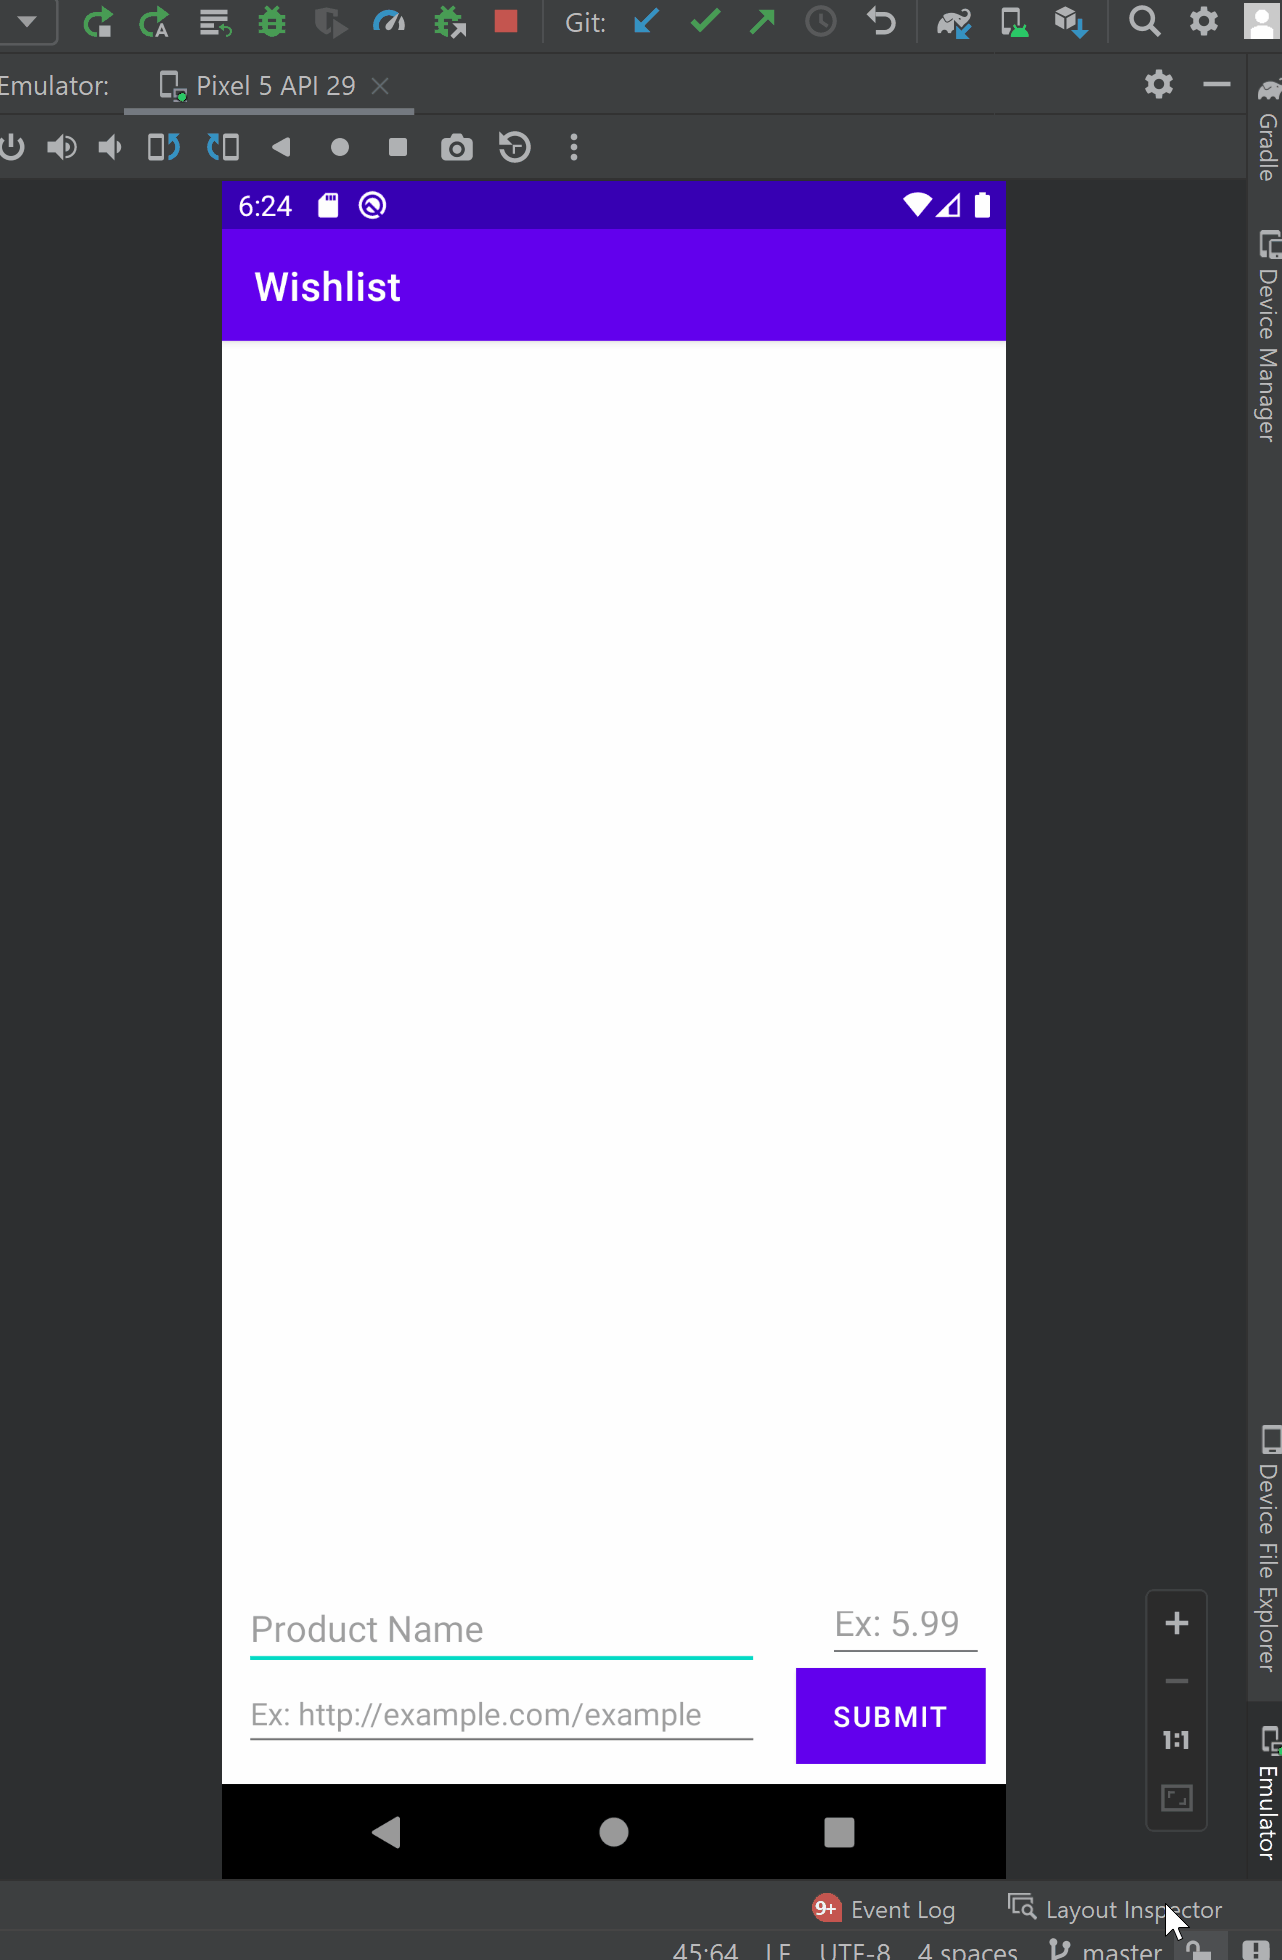 Git:
Emulator: Pixel 5 API 29
6:24
Wishlist
Product Name
Ex: 5.99
Ex: http://example.com/example
SUBMIT
1:1
Gradle
Device Manager
Device File Explorer
Emulator
9+ Event Log
Layout Inspector
45:64 LF UTF-8 4 spaces master